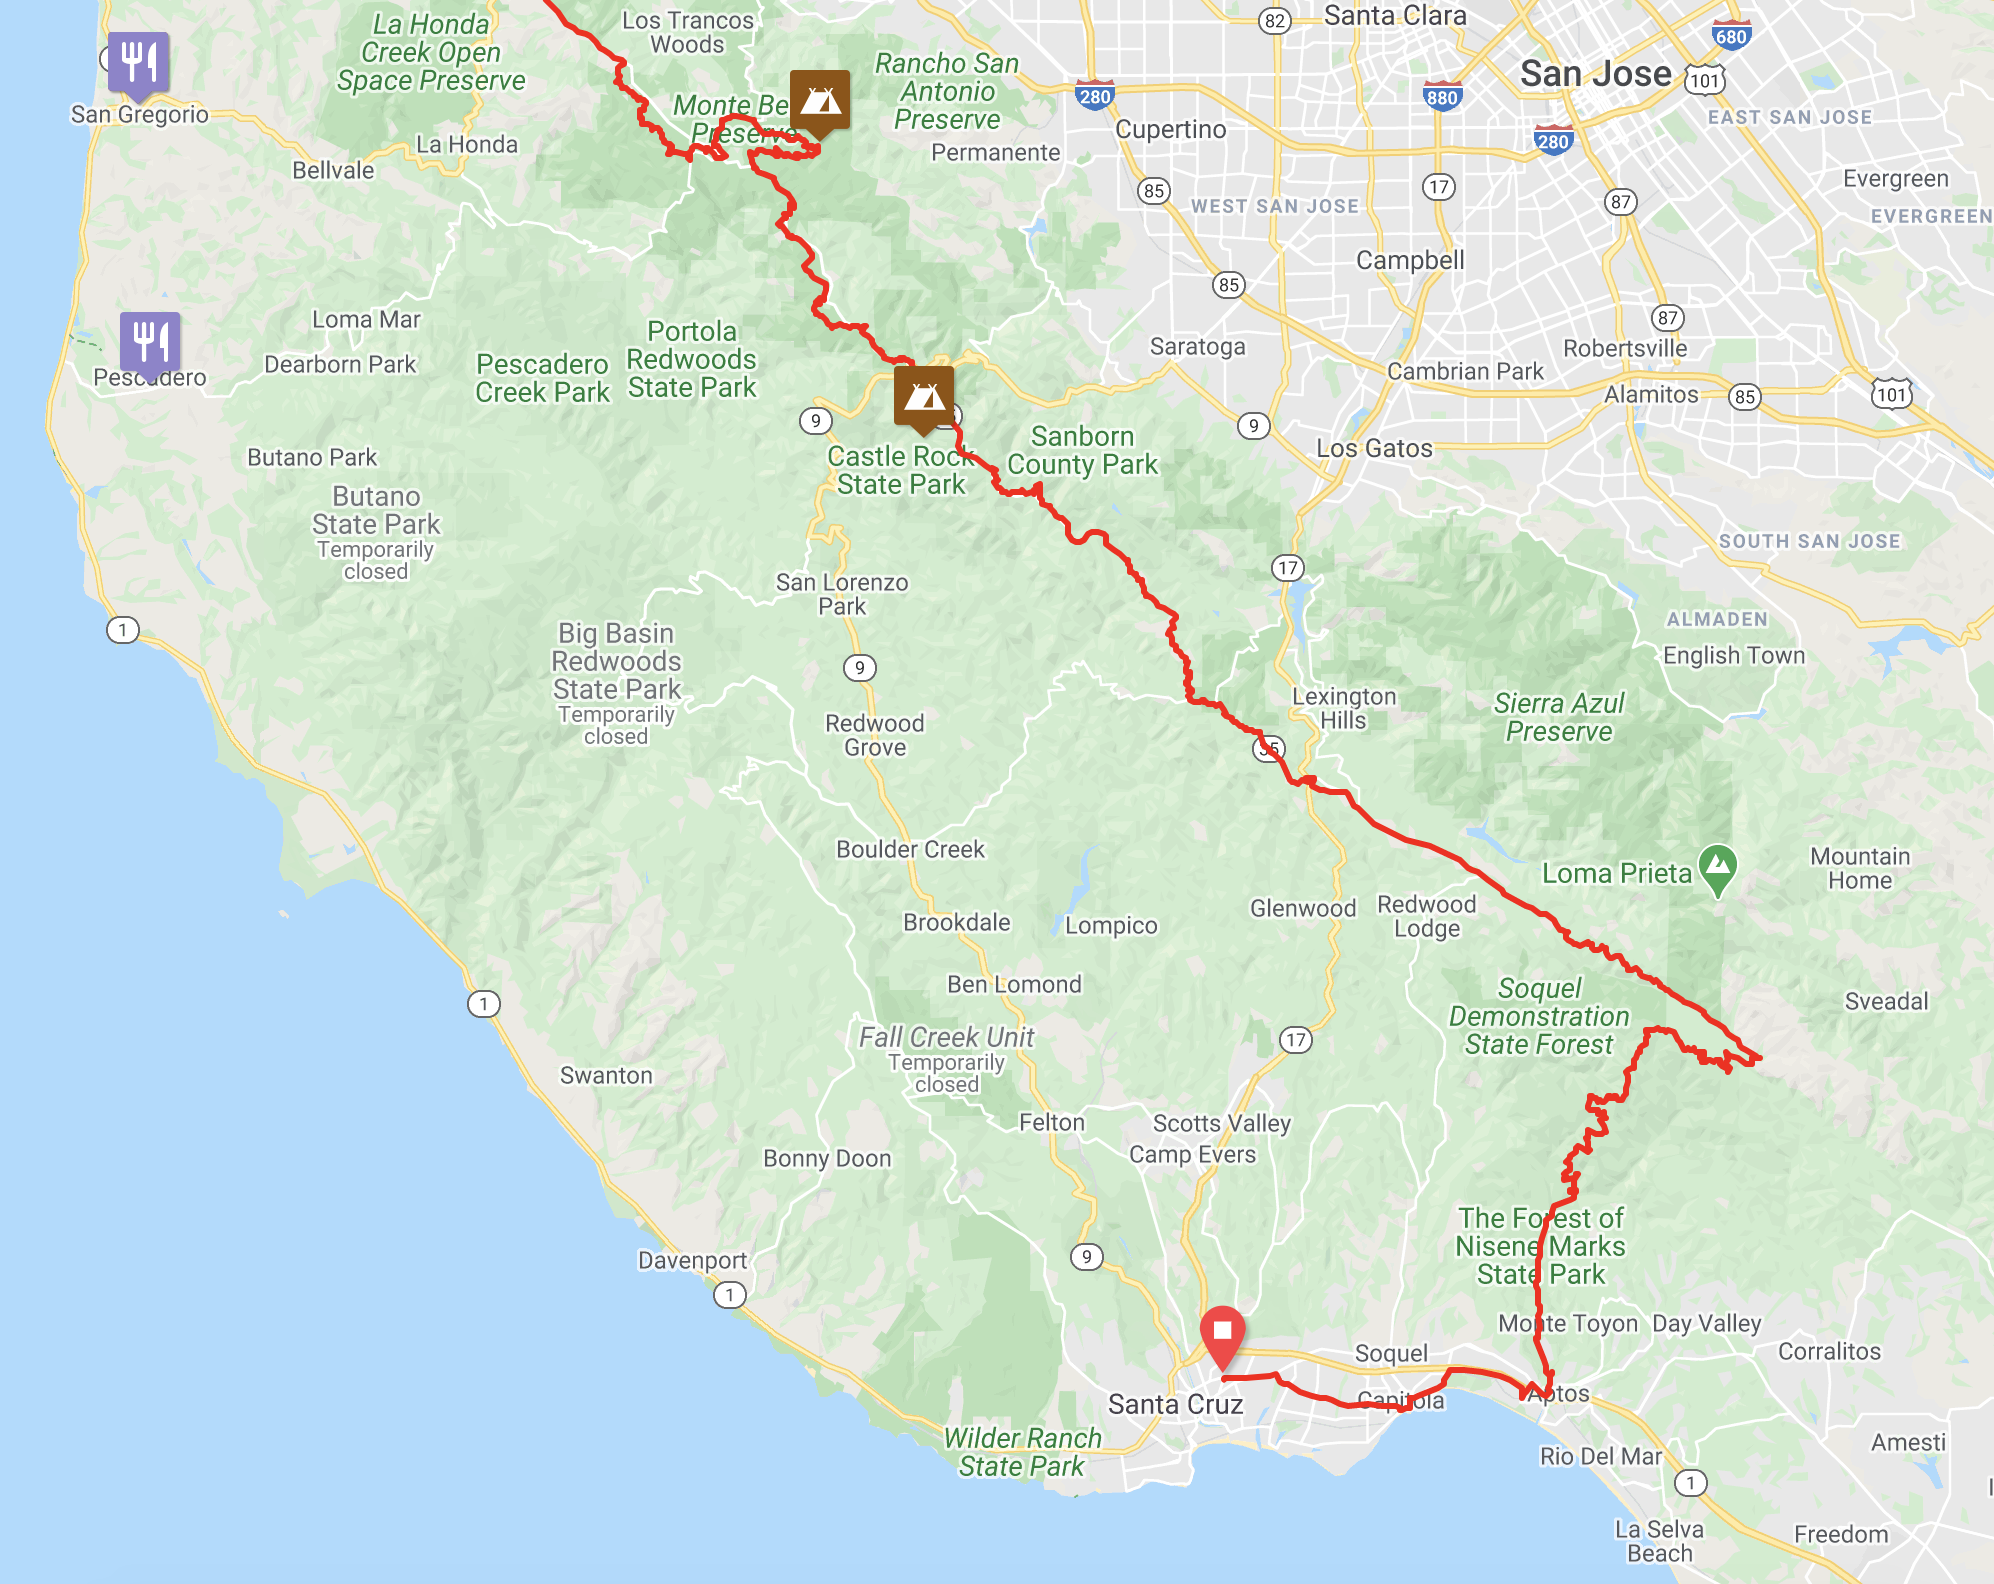 La Honda
Creek Open
Space Preserve
Los Trancos
Woods
82
Santa Clara
680
San Jose
101
Rancho San
Antonio
Preserve
280
880
San Gregorio
Monte Be
Preserve
Cupertino
280
EAST SAN JOSE
La Honda
Permanente
Bellvale
85
17
87
Evergreen
WEST SAN JOSE
EVERGREEN
Campbell
85
Loma Mar
87
Portola
Redwoods
State Park
Saratoga
Robertsville
Dearborn Park
Pescadero
Creek Park
Cambrian Park
Pescadero
Alamitos
85
101
9
9
Sanborn
County Park
Los Gatos
Castle Rock
State Park
Butano Park
Butano
State Park
Temporarily
closed
SOUTH SAN JOSE
17
San Lorenzo
Park
1
ALMADEN
English Town
Big Basin
Redwoods
State Park
Temporarily
closed
9
Lexington
Hills
Sierra Azul
Preserve
Redwood
Grove
35
Boulder Creek
Loma Prieta
Mountain
Home
Glenwood
Redwood
Lodge
Brookdale
Lompico
Ben Lomond
Soquel
Demonstration
State Forest
Sveadal
1
Fall Creek Unit
Temporarily
closed
17
Swanton
Felton
Scotts Valley
Camp Evers
Bonny Doon
The Forest of
Nisene Marks
State Park
9
Davenport
1
Monte Toyon
Day Valley
Soquel
Corralitos
Santa Cruz
Capitola
Aptos
Wilder Ranch
State Park
Rio Del Mar
Amesti
1
La Selva
Beach
Freedom